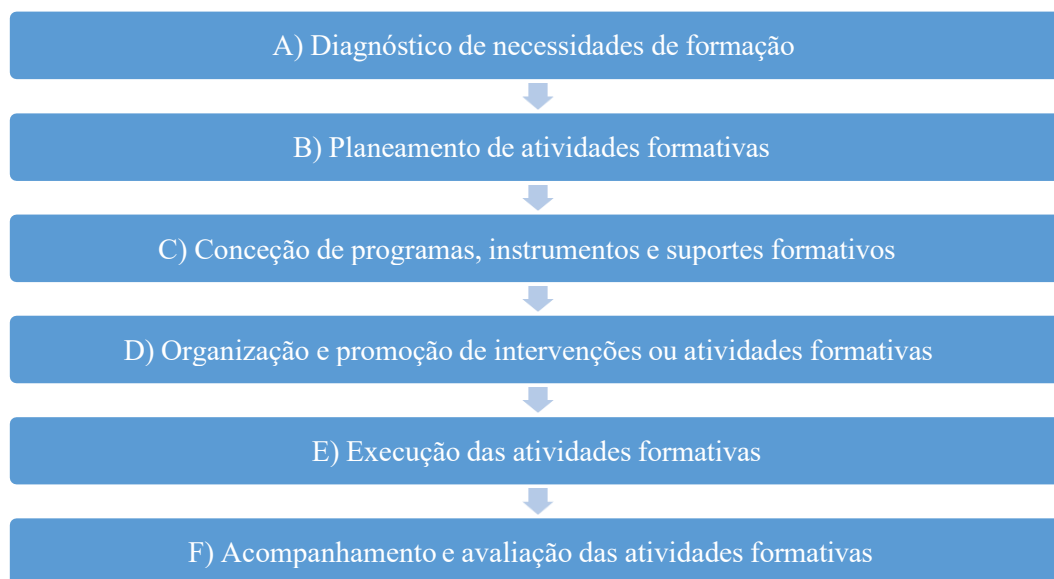 A) Diagnóstico de necessidades de formação
B) Planeamento de atividades formativas
C) Conceção de programas, instrumentos e suportes formativos
D) Organização e promoção de intervenções ou atividades formativas
E) Execução das atividades formativas
F) Acompanhamento e avaliação das atividades formativas